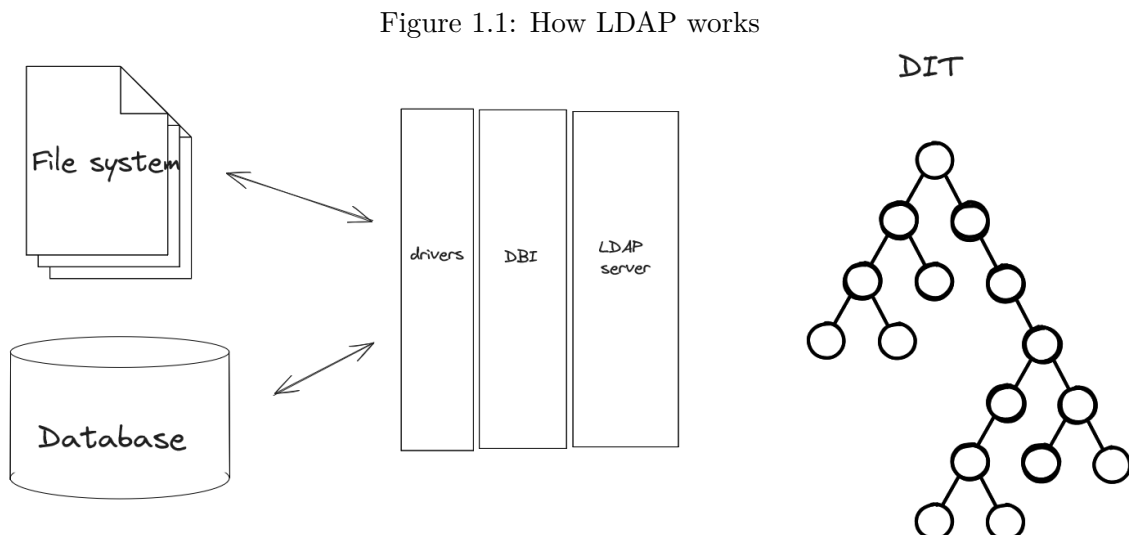 Figure 1.1: How LDAP works
DIT
File system
drivers
DBI
LDAP
server
Database